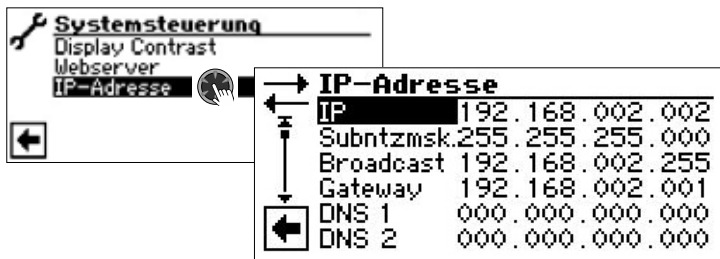 Systemsteuerung
Display Contrast
Webserver
IP-Adresse
IP-Adresse
IP 192.168.002.002
Subntzmsk.255.255.255.000
Broadcast 192.168.002.255
Gateway 192.168.002.001
DNS 1 000.000.000.000
DNS 2 000.000.000.000